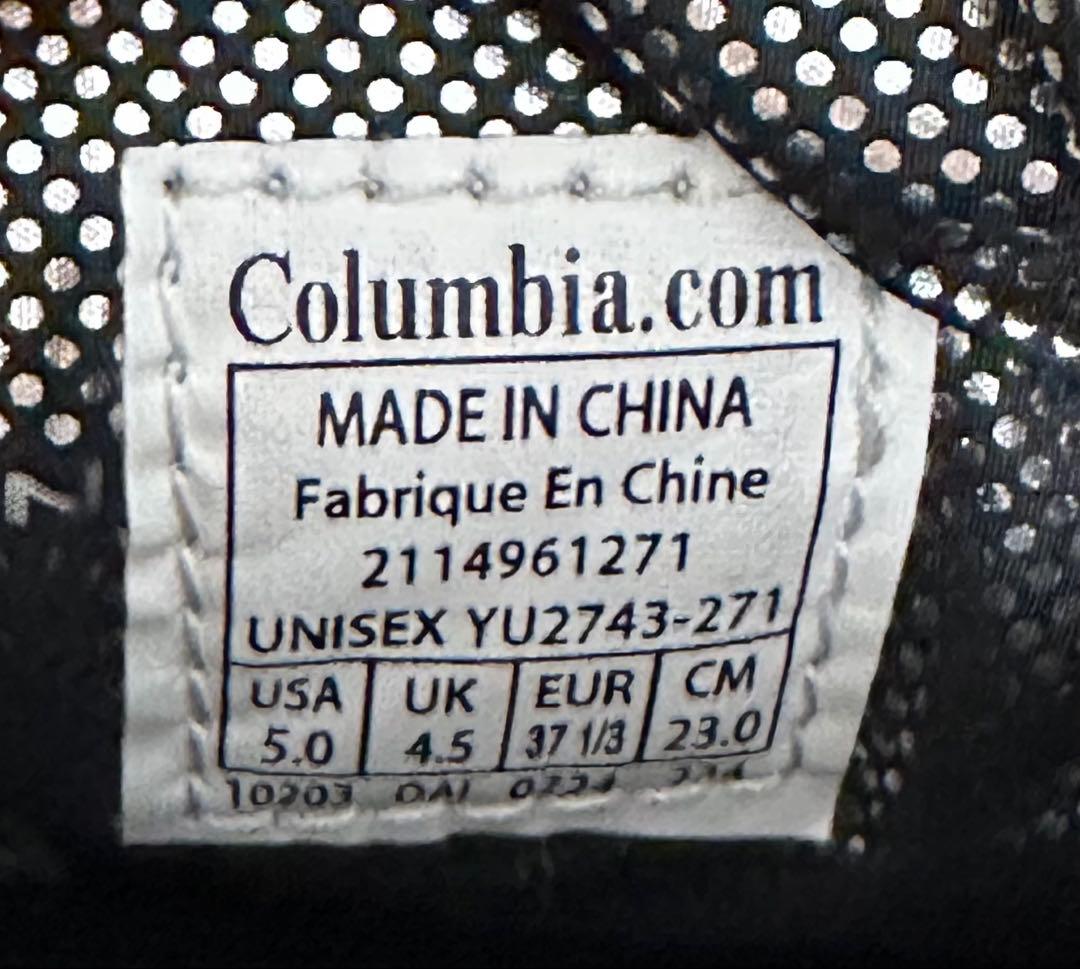 Columbia.com
MADE IN CHINA
Fabrique En Chine
2114961271
UNISEX YU2743-271
USA UK EUR CM
5.0 4.5 37 1/3 23.0
10203